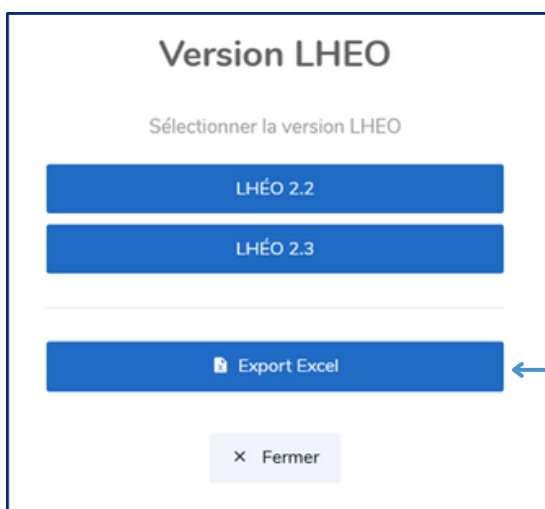 Version LHEO
Sélectionner la version LHEO
LHÉO 2.2
LHÉO 2.3
Export Excel
× Fermer